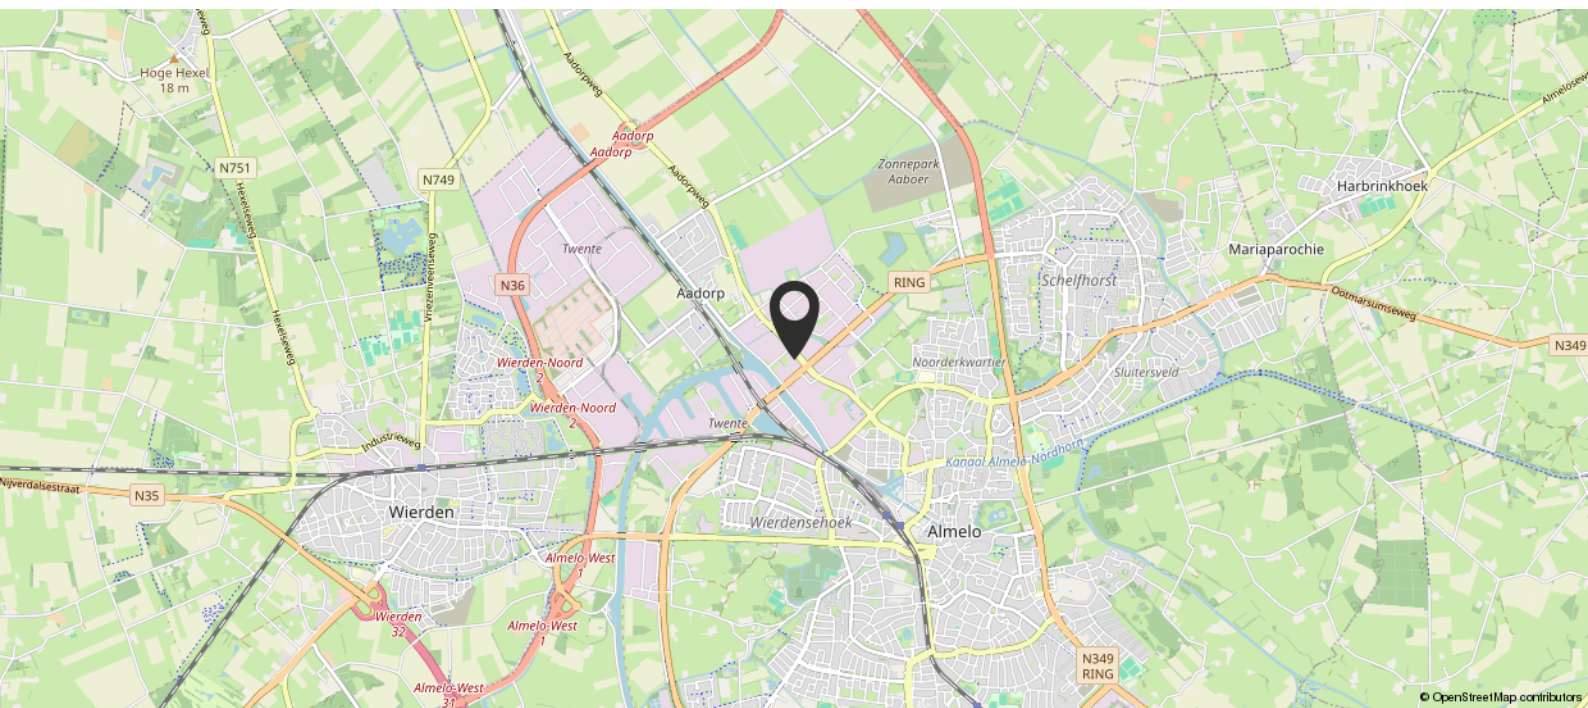 eweg
Hoge Hexel
18 m
Aadorpweg
Aadorp
Aadorp
Almelosew
N751
N749
Aadorpweg
Zonnepark
Aaboer
Harbrinkhoek
Hexelseweg
Vriezenveenseweg
Twente
Mariaparochie
N36
Aadorp
RING
Schelfhorst
Ootmarsumseweg
Hexelseweg
N349
Wierden-Noord
2
Noorderkwartier
Sluitersveld
Wierden-Noord
2
Twente
Industrieweg
Kanaal Almelo-Nordhorn
Nijverdalsestraat
N35
Wierden
Wierdensehoek
Almelo
Almelo-West
1
Wierden
32
Almelo-West
1
N349
RING
Almelo-West
31
© OpenStreetMap contributors